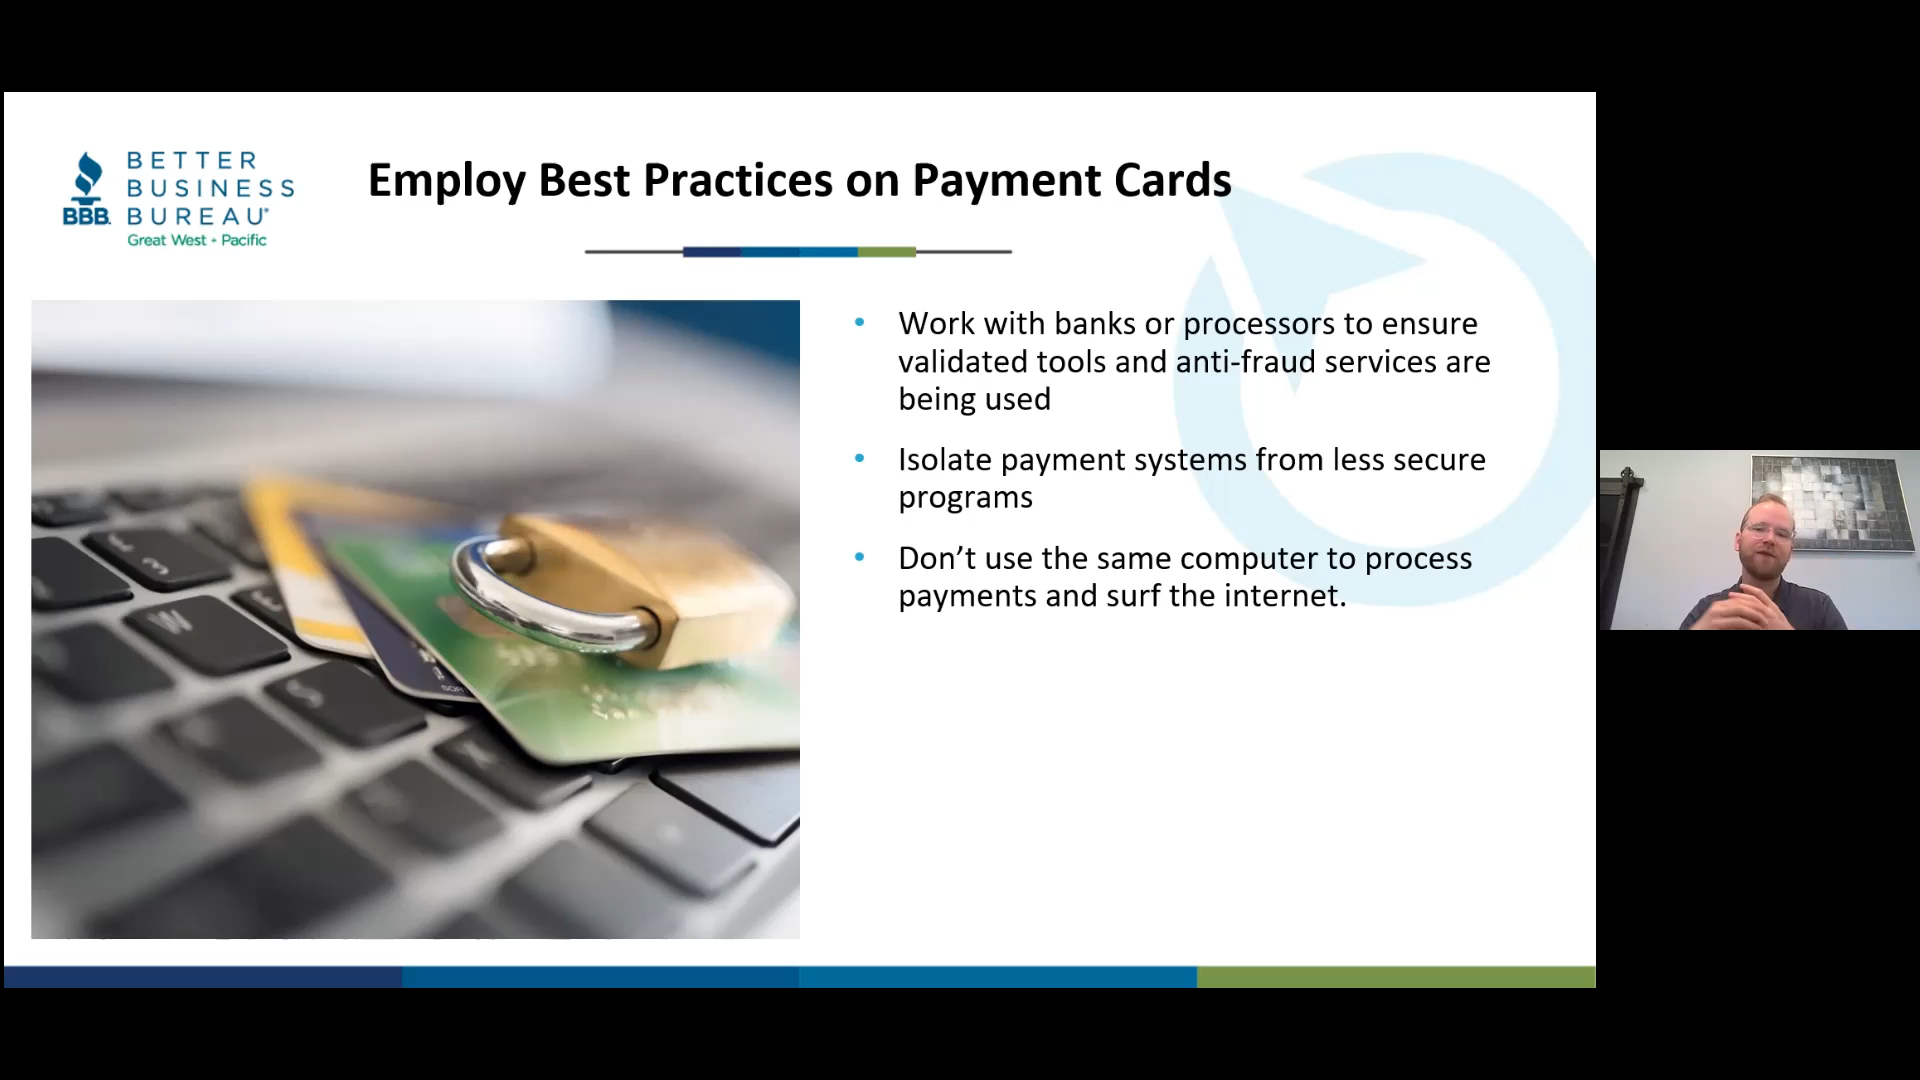 BETTER
BUSINESS
BBB. BUREAU®
Great West + Pacific
Employ Best Practices on Payment Cards
• Work with banks or processors to ensure
validated tools and anti-fraud services are
being used
• Isolate payment systems from less secure
programs
• Don’t use the same computer to process
payments and surf the internet.